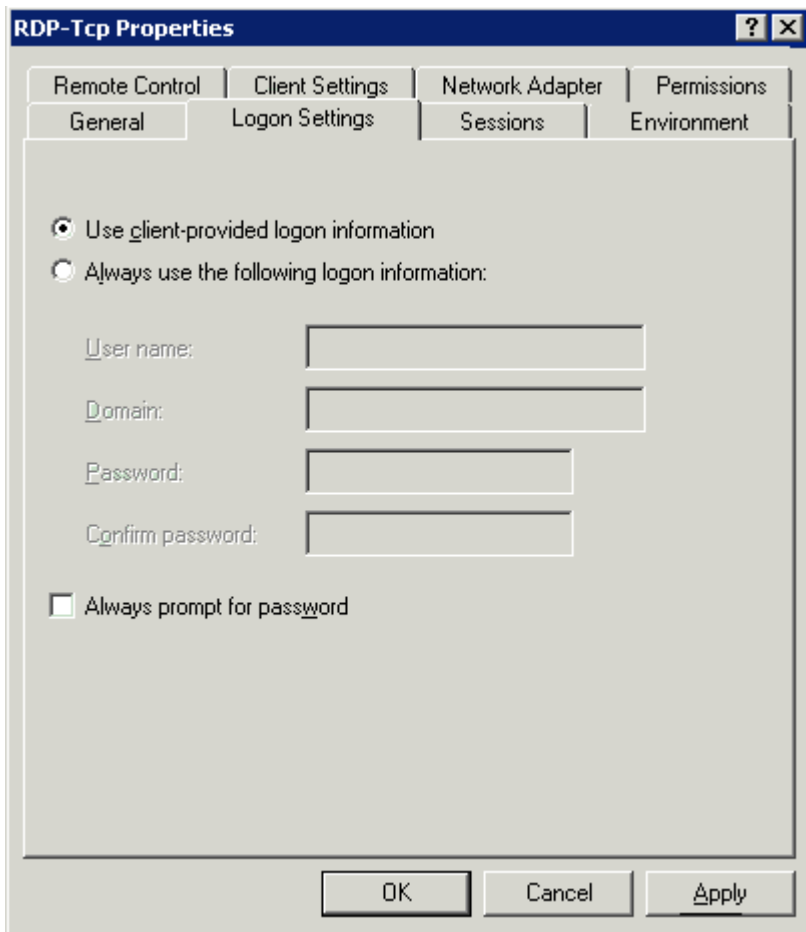 RDP-Tcp Properties
Remote Control Client Settings Network Adapter Permissions
General Logon Settings Sessions Environment
Use client-provided logon information
Always use the following logon information:
User name:
Domain:
Password:
Confirm password:
Always prompt for password
OK Cancel Apply